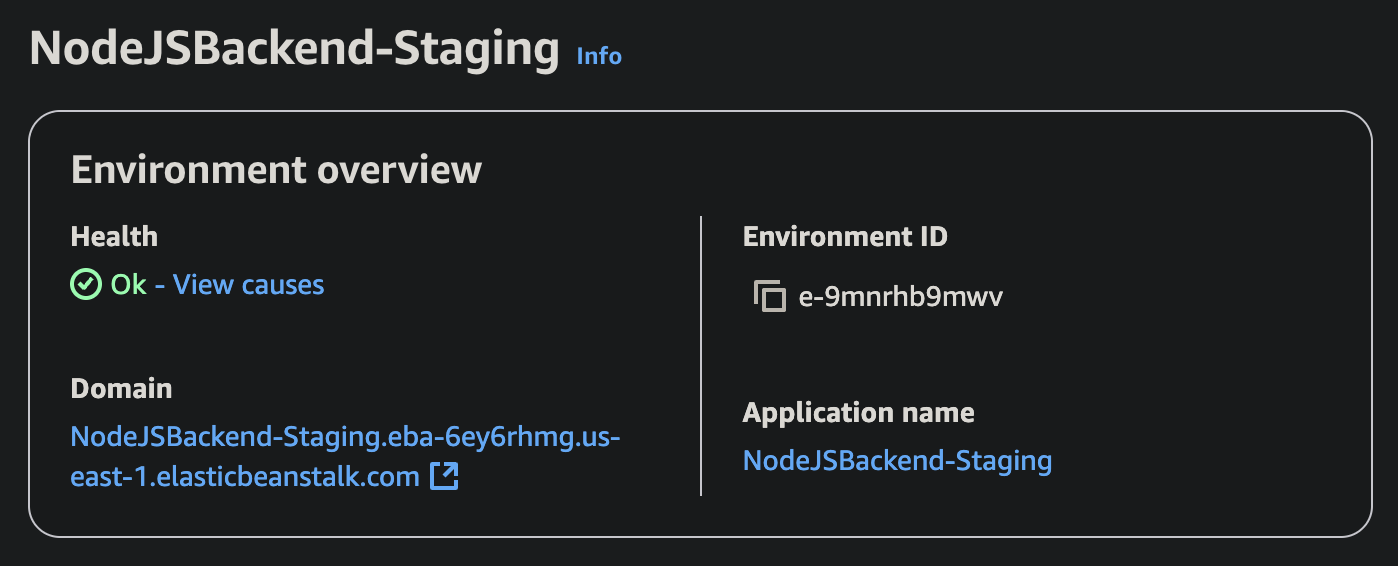 NodeJSBackend-Staging Info
Environment overview
Health
Ok - View causes
Domain
NodeJSBackend-Staging.eba-6ey6rhmg.us-
east-1.elasticbeanstalk.com
Environment ID
e-9mnrhb9mwv
Application name
NodeJSBackend-Staging